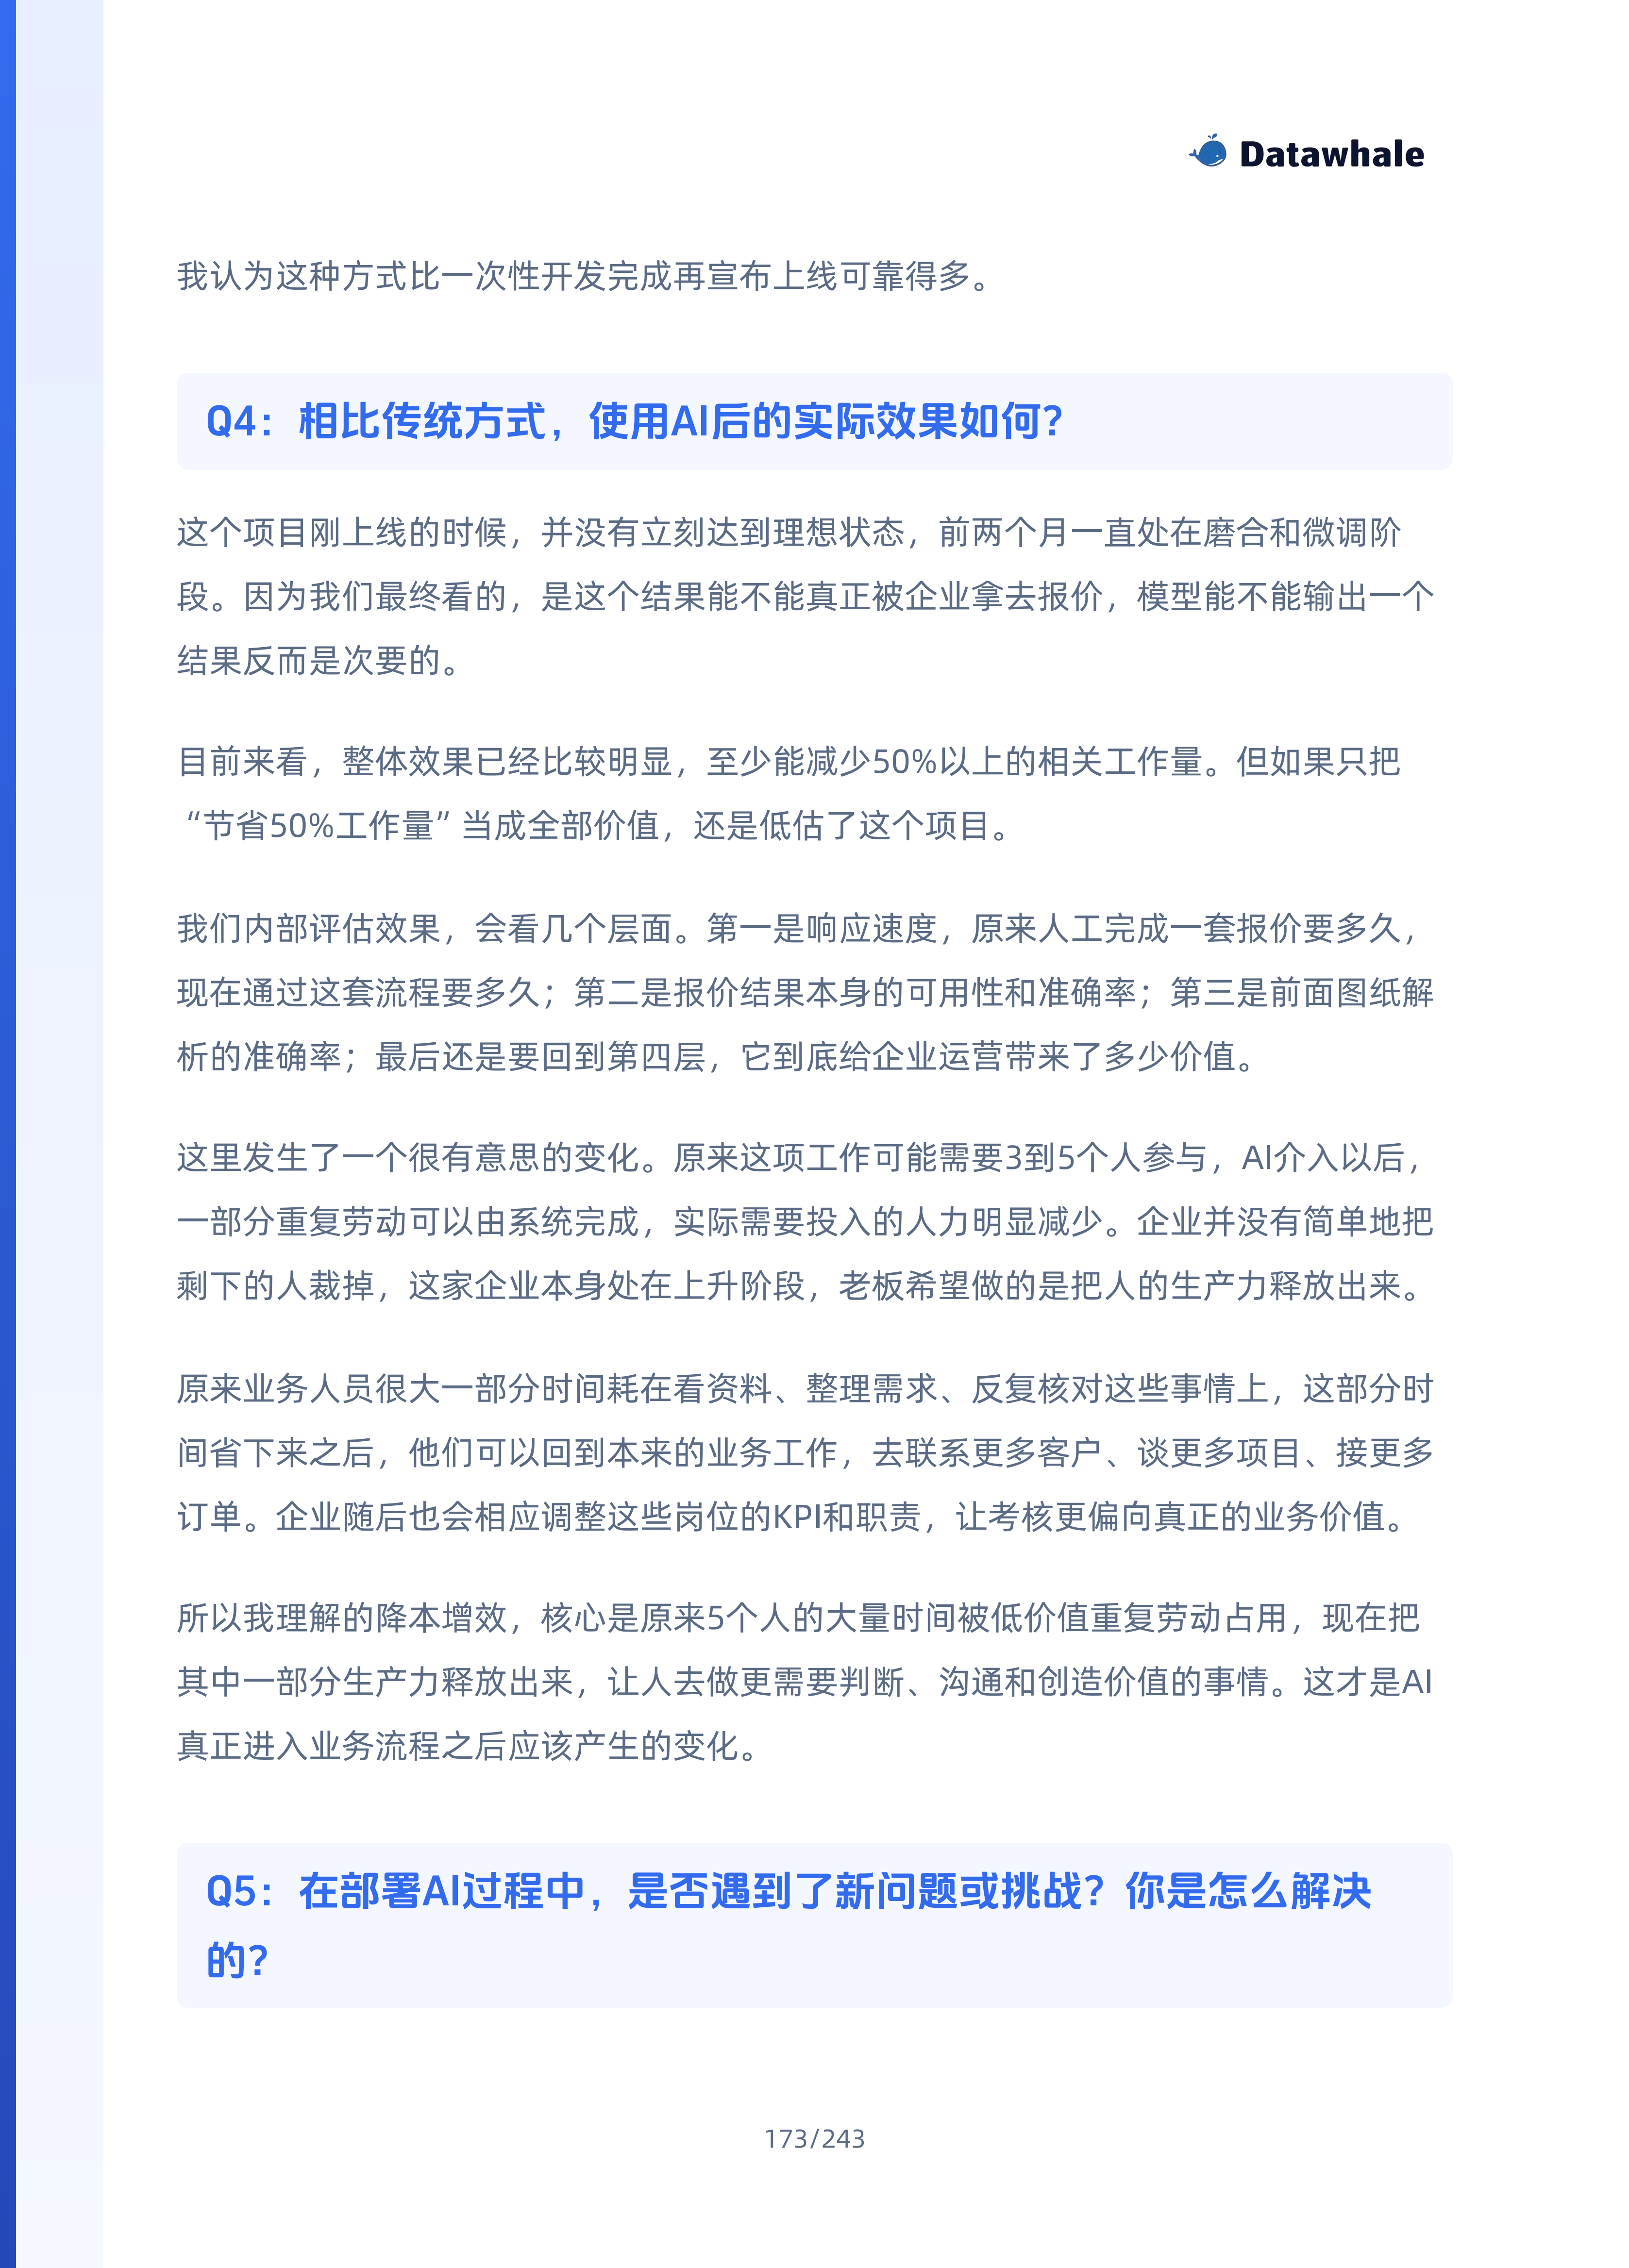 Datawhale
我认为这种方式比一次性开发完成再宣布上线可靠得多。
Q4：相比传统方式，使用AI后的实际效果如何？
这个项目刚上线的时候，并没有立刻达到理想状态，前两个月一直处在磨合和微调阶
段。因为我们最终看的，是这个结果能不能真正被企业拿去报价，模型能不能输出一个
结果反而是次要的。
目前来看，整体效果已经比较明显，至少能减少50%以上的相关工作量。但如果只把
“节省50%工作量”当成全部价值，还是低估了这个项目。
我们内部评估效果，会看几个层面。第一是响应速度，原来人工完成一套报价要多久，
现在通过这套流程要多久；第二是报价结果本身的可用性和准确率；第三是前面图纸解
析的准确率；最后还是要回到第四层，它到底给企业运营带来了多少价值。
这里发生了一个很有意思的变化。原来这项工作可能需要3到5个人参与，AI介入以后，
一部分重复劳动可以由系统完成，实际需要投入的人力明显减少。企业并没有简单地把
剩下的人裁掉，这家企业本身处在上升阶段，老板希望做的是把人的生产力释放出来。
原来业务人员很大一部分时间耗在看资料、整理需求、反复核对这些事情上，这部分时
间省下来之后，他们可以回到本来的业务工作，去联系更多客户、谈更多项目、接更多
订单。企业随后也会相应调整这些岗位的KPI和职责，让考核更偏向真正的业务价值。
所以我理解的降本增效，核心是原来5个人的大量时间被低价值重复劳动占用，现在把
其中一部分生产力释放出来，让人去做更需要判断、沟通和创造价值的事情。这才是AI
真正进入业务流程之后应该产生的变化。
Q5：在部署AI过程中，是否遇到了新问题或挑战？你是怎么解决
的？
173/243